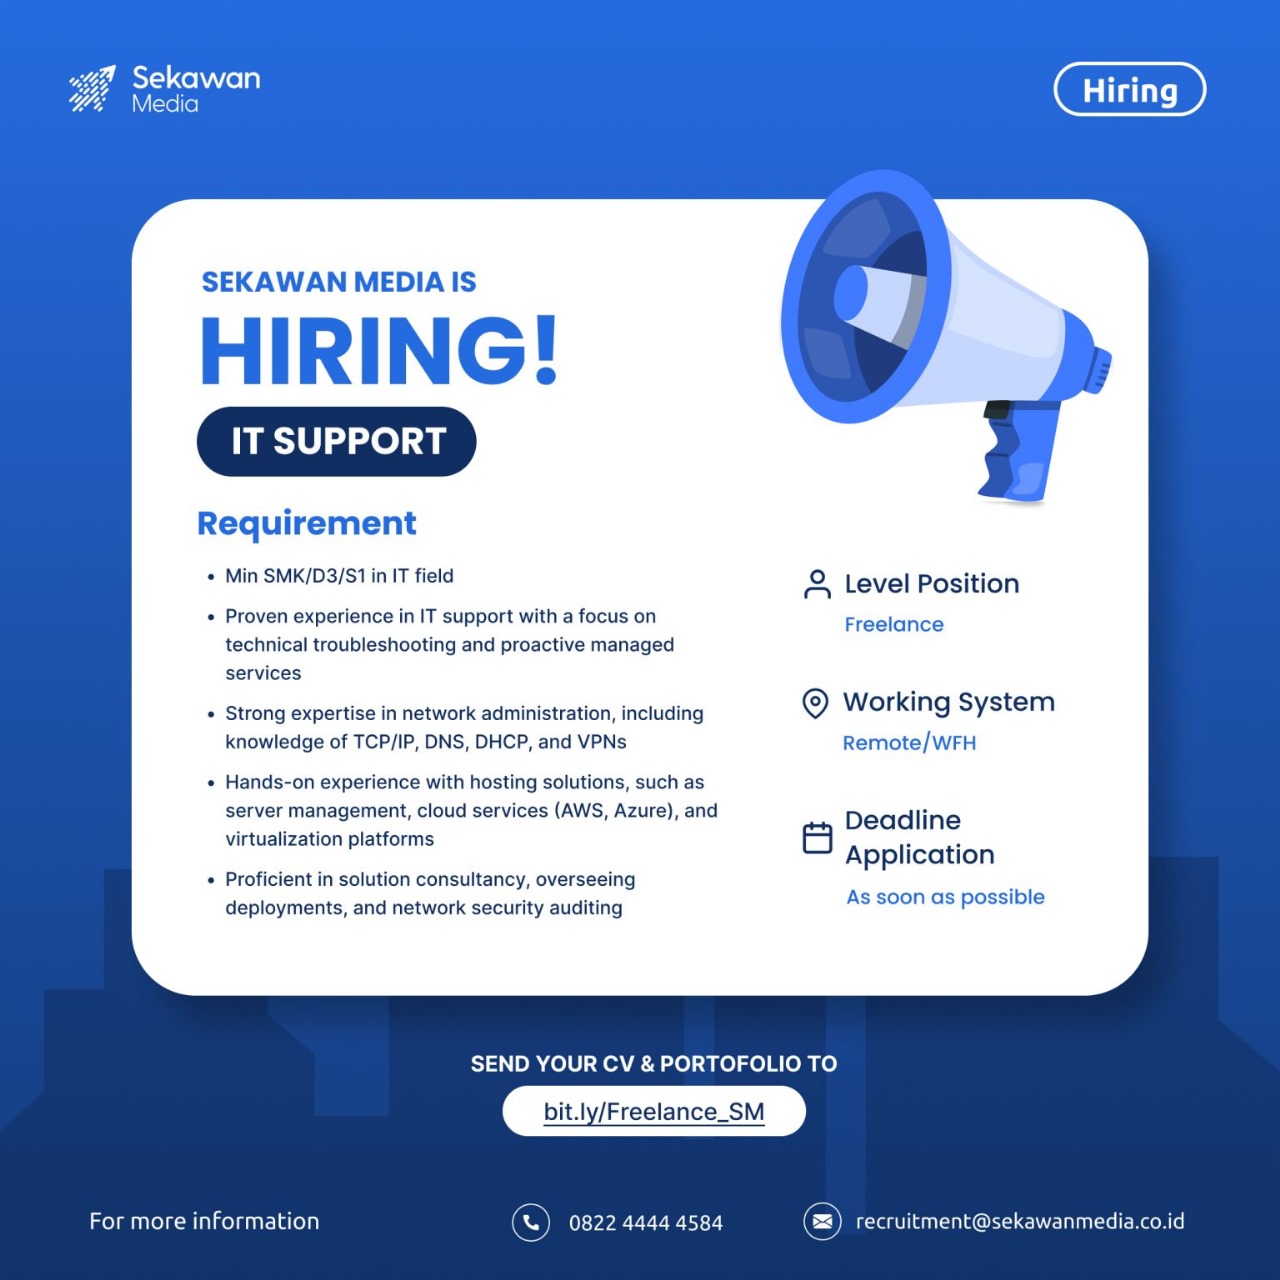 Sekawan
Media
Hiring
SEKAWAN MEDIA IS
HIRING!
IT SUPPORT
Requirement
• Min SMK/D3/S1 in IT field
• Proven experience in IT support with a focus on
technical troubleshooting and proactive managed
services
• Strong expertise in network administration, including
knowledge of TCP/IP, DNS, DHCP, and VPNs
• Hands-on experience with hosting solutions, such as
server management, cloud services (AWS, Azure), and
virtualization platforms
• Proficient in solution consultancy, overseeing
deployments, and network security auditing
Level Position
Freelance
Working System
Remote/WFH
Deadline
Application
As soon as possible
SEND YOUR CV & PORTOFOLIO TO
bit.ly/Freelance_SM
For more information
0822 4444 4584
recruitment@sekawanmedia.co.id